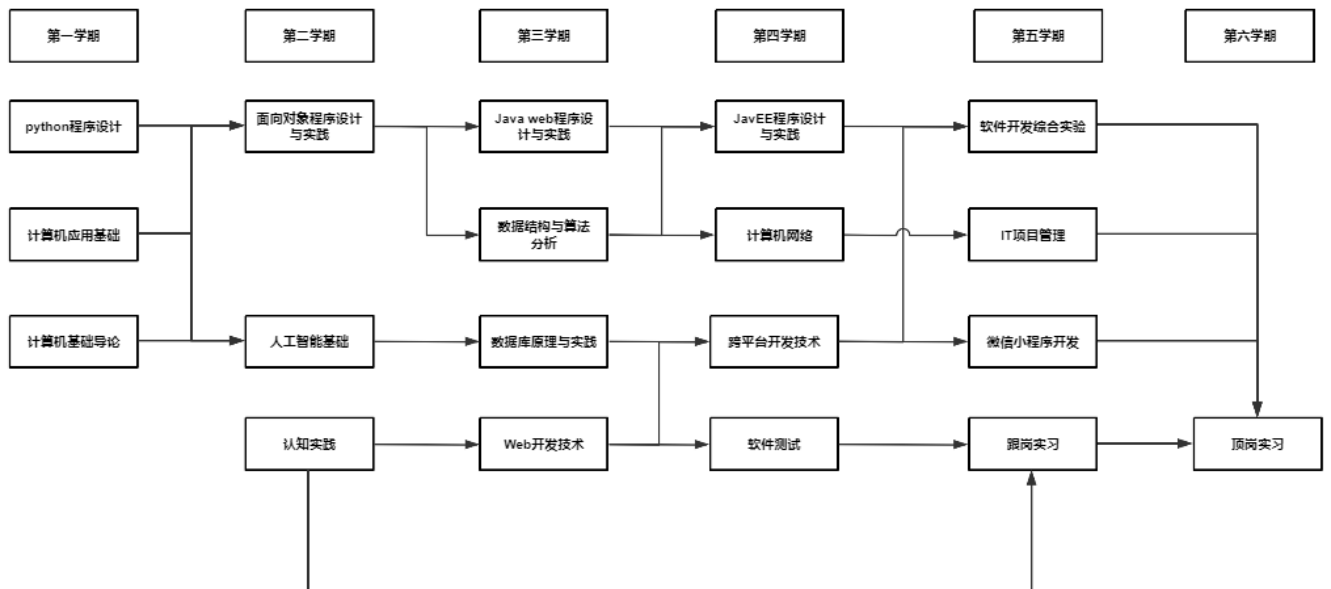 第一学期
第二学期
第三学期
第四学期
第五学期
第六学期
python程序设计
面向对象程序设计
与实践
Java web程序设
计与实践
JavEE程序设计
与实践
软件开发综合实验
计算机应用基础
数据结构与算法
分析
计算机网络
IT项目管理
计算机基础导论
人工智能基础
数据库原理与实践
跨平台开发技术
微信小程序开发
认知实践
Web开发技术
软件测试
跟岗实习
顶岗实习